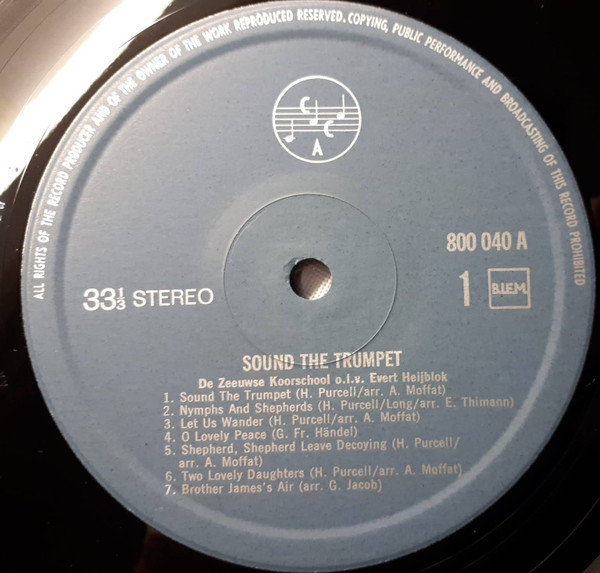 ALL RIGHTS OF THE RECORD PRODUCER AND OF THE OWNER OF THE WORK REPRODUCED RESERVED. COPYING, PUBLIC PERFORMANCE AND BROADCASTING OF THIS RECORD PROHIBITED
C C C
A
800 040 A
33⅓ STEREO
1 B.I.E.M.
SOUND THE TRUMPET
De Zeeuwse Koorschool o.l.v. Evert Heijblok
1. Sound The Trumpet (H. Purcell/arr. A. Moffat)
2. Nymphs And Shepherds (H. Purcell/Long/arr. E. Thimann)
3. Let Us Wander (H. Purcell/arr. A. Moffat)
4. O Lovely Peace (G. Fr. Händel)
5. Shepherd, Shepherd Leave Decoying (H. Purcell/
arr. A. Moffat)
6. Two Lovely Daughters (H. Purcell/arr. A. Moffat)
7. Brother James's Air (arr. G. Jacob)